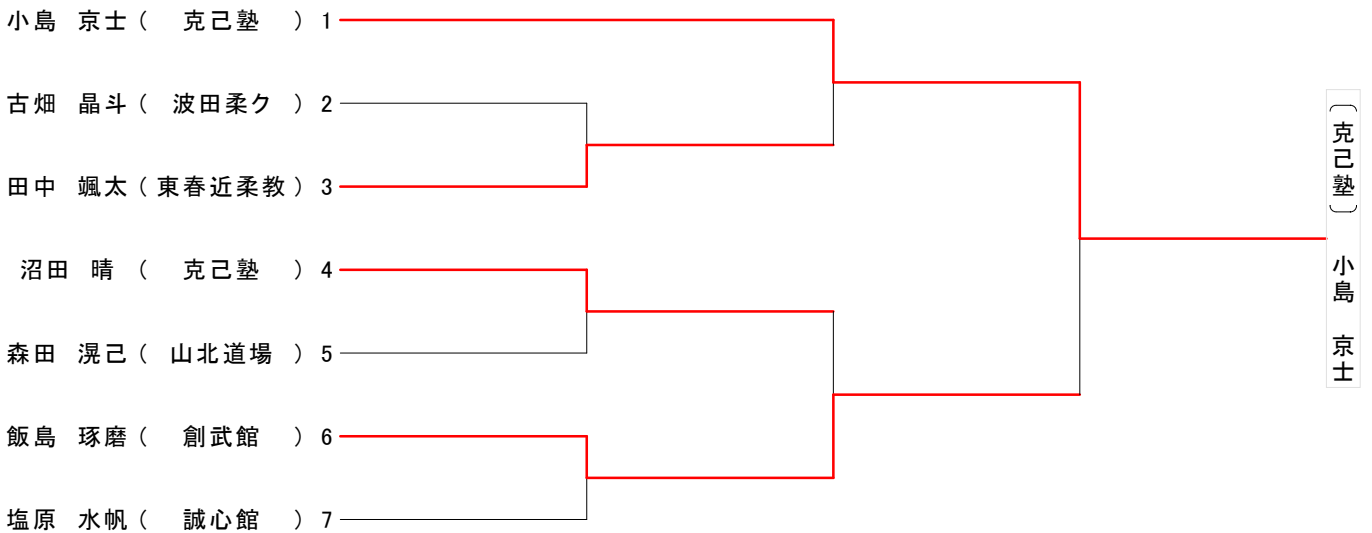 小島 京士 ( 克己塾 ) 1
古畑 晶斗 ( 波田柔ク ) 2
田中 颯太 ( 東春近柔教 ) 3
沼田 晴 ( 克己塾 ) 4
森田 滉己 ( 山北道場 ) 5
飯島 琢磨 ( 創武館 ) 6
塩原 水帆 ( 誠心館 ) 7
(克己塾) 小島 京士